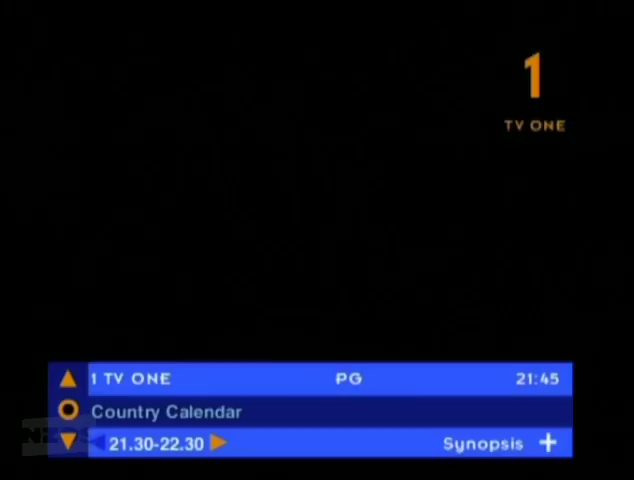 1
TV ONE
1 TV ONE PG 21:45
Country Calendar
21.30-22.30 Synopsis +